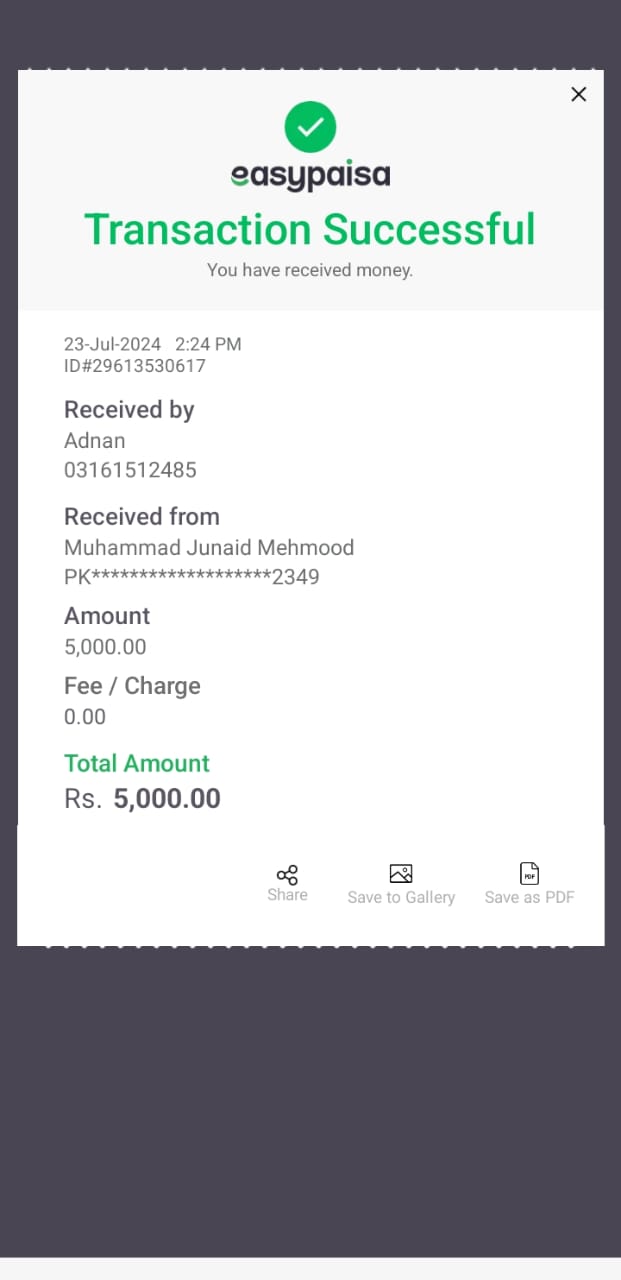 easypaisa
Transaction Successful
You have received money.
23-Jul-2024 2:24 PM
ID#29613530617
Received by
Adnan
03161512485
Received from
Muhammad Junaid Mehmood
PK*******************2349
Amount
5,000.00
Fee / Charge
0.00
Total Amount
Rs. 5,000.00
Share
Save to Gallery
PDF
Save as PDF